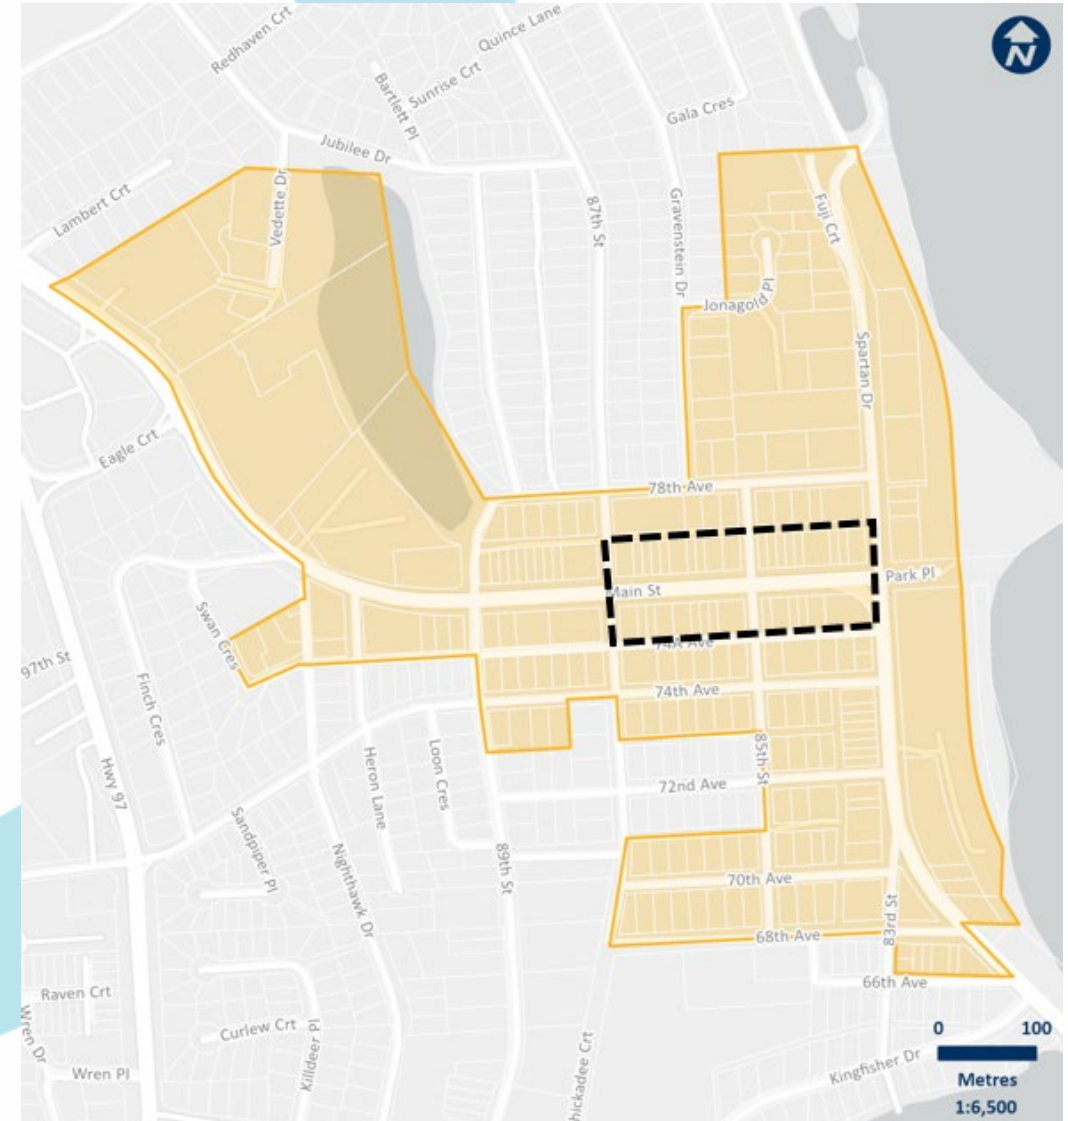 Redhaven Crt
Quince Lane
N
Sunrise Crt
Bartlett Pl
Gala Cres
Jubilee Dr
Lambert Crt
Vedette Dr
87th St
Gravenstein Dr
Fuji Crt
Jonagold Pl
Spartan Dr
Eagle Crt
78th Ave
Park Pl
Main St
Swan Cres
74A Ave
97th St
Finch Cres
74th Ave
Heron Lane
Loon Cres
85th St
Hwy 97
72nd Ave
Sandpiper Pl
Nighthawk Dr
89th St
70th Ave
83rd St
68th Ave
66th Ave
Raven Crt
Wren Dr
Curlew Crt
Killdeer Pl
hickadee Crt
Kingfisher Dr
Wren Pl
0 100
Metres
1:6,500